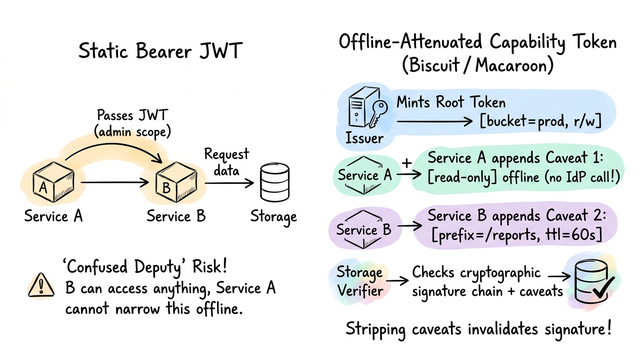 Static Bearer JWT
Passes JWT
(admin scope)
A
B
Request
data
Service A
Service B
Storage
'Confused Deputy' Risk!
B can access anything, Service A
cannot narrow this offline.
Offline-Attenuated Capability Token
(Biscuit / Macaroon)
Issuer
Mints Root Token
[bucket=prod, r/w]
Service A
+
Service A appends Caveat 1:
[read-only] offline (no IdP call!)
Service B
Service B appends Caveat 2:
[prefix=/reports, ttl=60s]
Storage
Verifier
Checks cryptographic
signature chain + caveats
Stripping caveats invalidates signature!